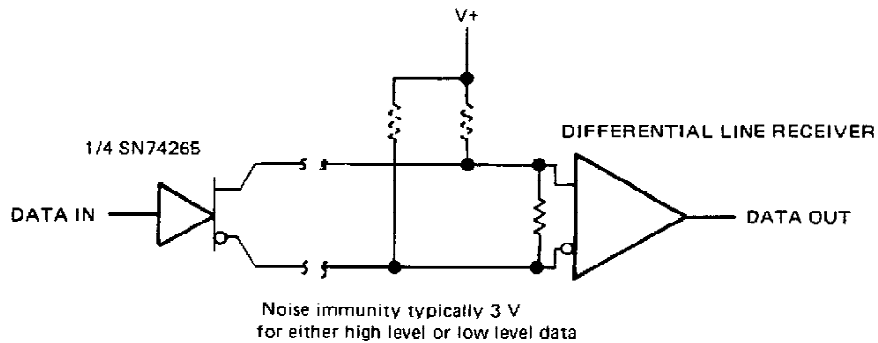 V+
DIFFERENTIAL LINE RECEIVER
1/4 SN74265
DATA IN
DATA OUT
Noise immunity typically 3 V
for either high level or low level data